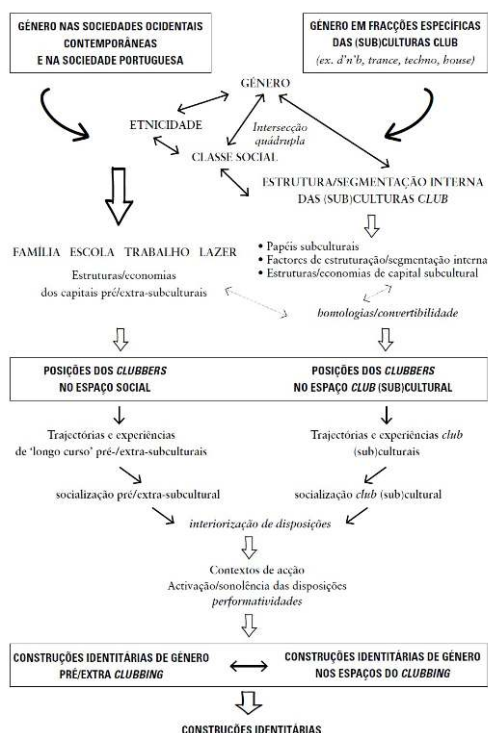 GÉNERO NAS SOCIEDADES OCIDENTAIS
CONTEMPORÂNEAS
E NA SOCIEDADE PORTUGUESA
GÉNERO EM FRACÇÕES ESPECÍFICAS
DAS (SUB)CULTURAS CLUB
(ex. d'n'b, trance, techno, house)
GÉNERO
ETNICIDADE
Intersecção
quádrupla
CLASSE SOCIAL
ESTRUTURA/SEGMENTAÇÃO INTERNA
DAS (SUB)CULTURAS CLUB
FAMÍLIA ESCOLA TRABALHO LAZER
Estruturas/economias
dos capitais pré/extra-subculturais
• Papéis subculturais
• Factores de estruturação/segmentação interna
• Estruturas/economias de capital subcultural
homologias/convertibilidade
POSIÇÕES DOS CLUBBERS
NO ESPAÇO SOCIAL
POSIÇÕES DOS CLUBBERS
NO ESPAÇO CLUB (SUB)CULTURAL
Trajectórias e experiências
de 'longo curso' pré-/extra-subculturais
Trajectórias e experiências club
(sub)culturais
socialização pré/extra-subcultural
socialização club (sub)cultural
interiorização de disposições
Contextos de acção
Activação/sonolência das disposições
performatividades
CONSTRUÇÕES IDENTITÁRIAS DE GÉNERO
PRÉ/EXTRA CLUBBING
CONSTRUÇÕES IDENTITÁRIAS DE GÉNERO
NOS ESPAÇOS DO CLUBBING
CONSTRUÇÕES IDENTITÁRIAS